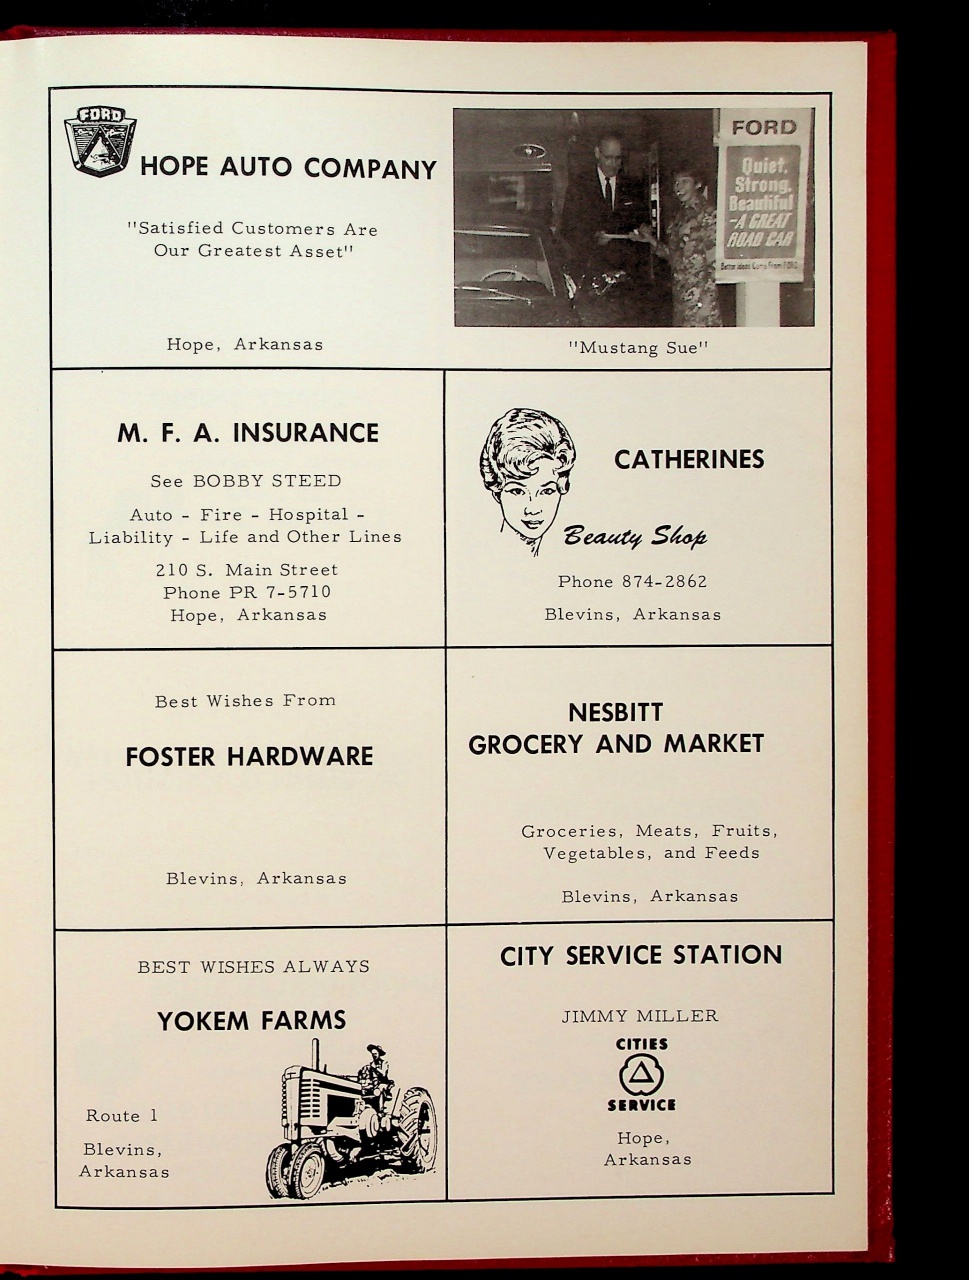 FORD
HOPE AUTO COMPANY
"Satisfied Customers Are
Our Greatest Asset"
Hope, Arkansas
FORD
Quiet,
Strong,
Beautiful
-A GREAT
ROAD CAR
Better Ideas Come From FORD
"Mustang Sue"
M. F. A. INSURANCE
See BOBBY STEED
Auto - Fire - Hospital -
Liability - Life and Other Lines
210 S. Main Street
Phone PR 7-5710
Hope, Arkansas
CATHERINES
Beauty Shop
Phone 874-2862
Blevins, Arkansas
Best Wishes From
FOSTER HARDWARE
Blevins, Arkansas
NESBITT
GROCERY AND MARKET
Groceries, Meats, Fruits,
Vegetables, and Feeds
Blevins, Arkansas
BEST WISHES ALWAYS
YOKEM FARMS
Route 1
Blevins,
Arkansas
CITY SERVICE STATION
JIMMY MILLER
CITIES
SERVICE
Hope,
Arkansas